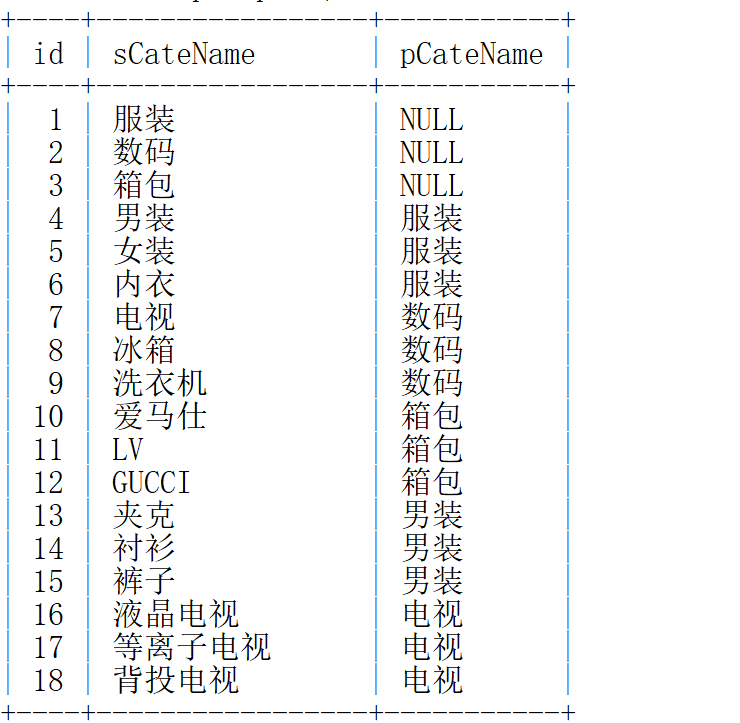 +----+-----------------+-----------+
| id | sCateName | pCateName |
+----+-----------------+-----------+
| 1 | 服装 | NULL |
| 2 | 数码 | NULL |
| 3 | 箱包 | NULL |
| 4 | 男装 | 服装 |
| 5 | 女装 | 服装 |
| 6 | 内衣 | 服装 |
| 7 | 电视 | 数码 |
| 8 | 冰箱 | 数码 |
| 9 | 洗衣机 | 数码 |
| 10 | 爱马仕 | 箱包 |
| 11 | LV | 箱包 |
| 12 | GUCCI | 箱包 |
| 13 | 夹克 | 男装 |
| 14 | 衬衫 | 男装 |
| 15 | 裤子 | 男装 |
| 16 | 液晶电视 | 电视 |
| 17 | 等离子电视 | 电视 |
| 18 | 背投电视 | 电视 |
+----+-----------------+-----------+